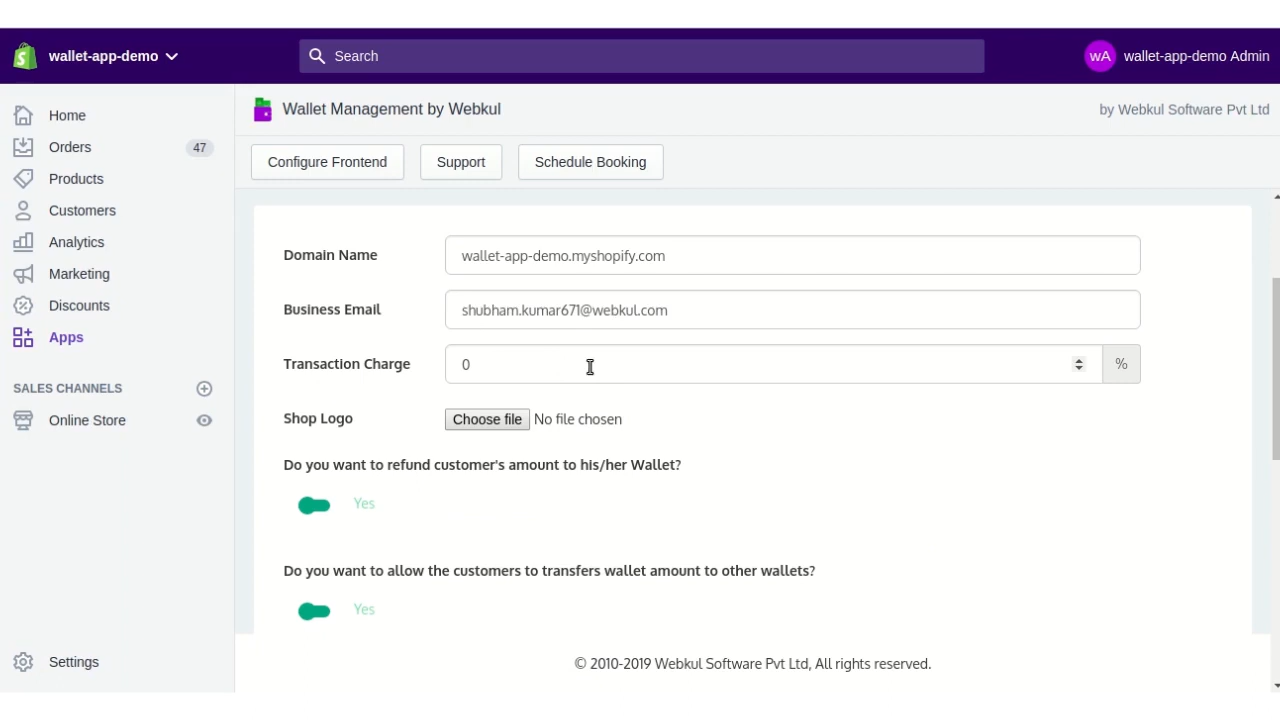 wallet-app-demo
Search
wA
wallet-app-demo Admin
Home
Orders
47
Products
Customers
Analytics
Marketing
Discounts
Apps
SALES CHANNELS
Online Store
Settings
Wallet Management by Webkul
by Webkul Software Pvt Ltd
Configure Frontend
Support
Schedule Booking
Domain Name
wallet-app-demo.myshopify.com
Business Email
shubham.kumar671@webkul.com
Transaction Charge
0
%
Shop Logo
Choose file No file chosen
Do you want to refund customer's amount to his/her Wallet?
Yes
Do you want to allow the customers to transfers wallet amount to other wallets?
Yes
© 2010-2019 Webkul Software Pvt Ltd, All rights reserved.